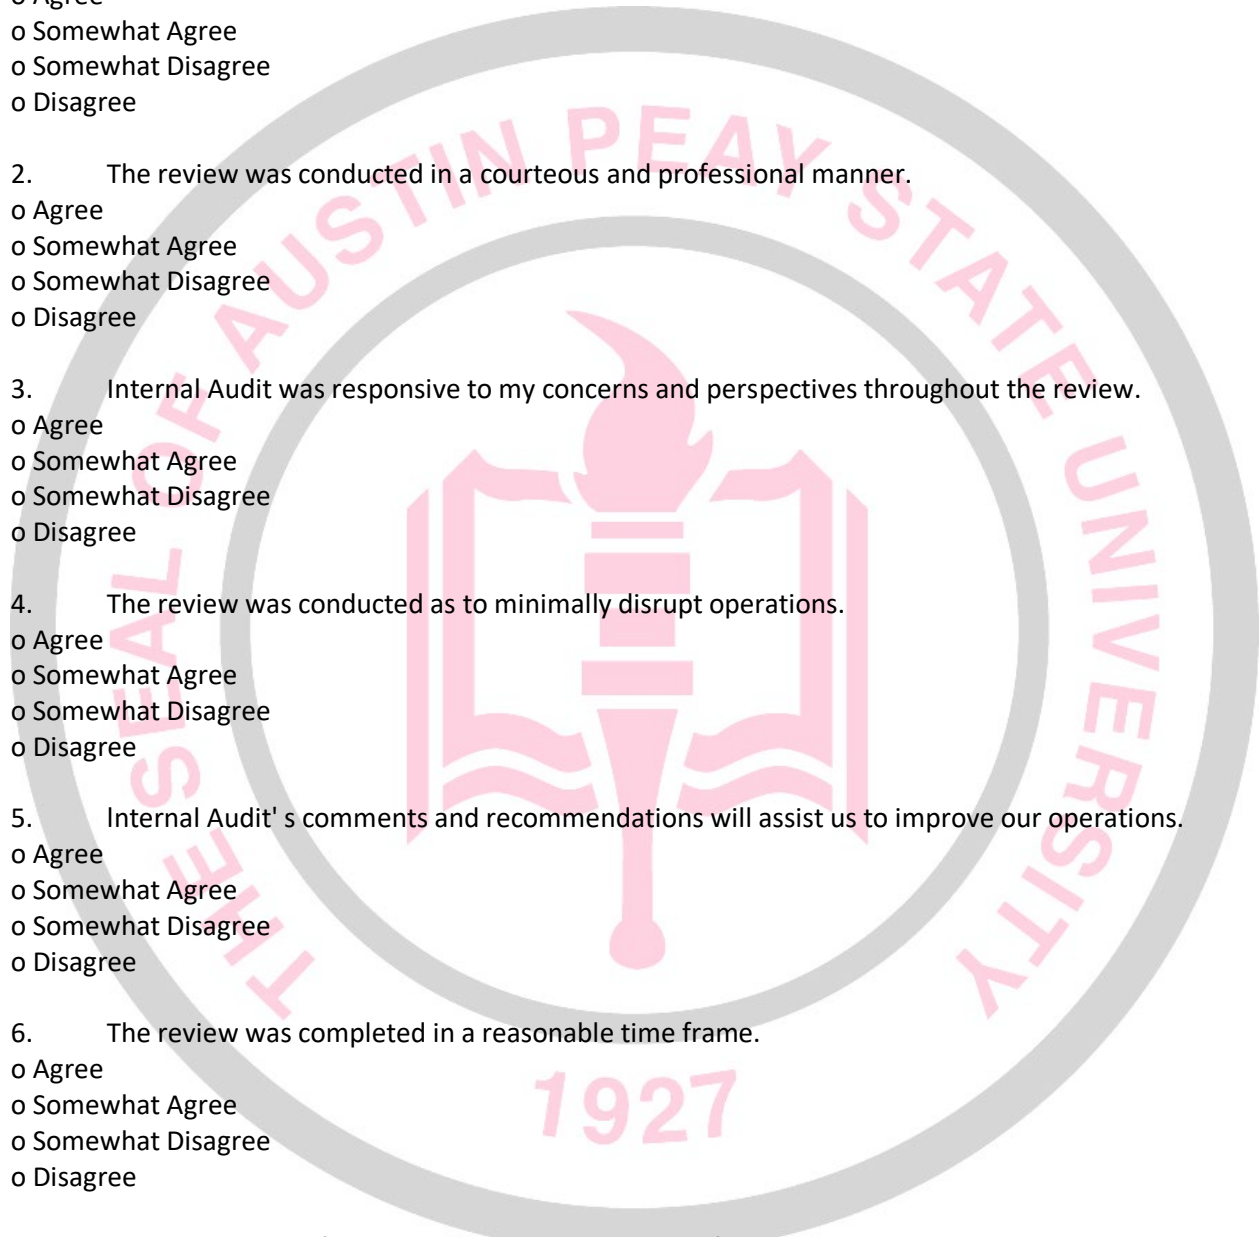 o Agree
o Somewhat Agree
o Somewhat Disagree
o Disagree
2. The review was conducted in a courteous and professional manner.
o Agree
o Somewhat Agree
o Somewhat Disagree
o Disagree
3. Internal Audit was responsive to my concerns and perspectives throughout the review.
o Agree
o Somewhat Agree
o Somewhat Disagree
o Disagree
4. The review was conducted as to minimally disrupt operations.
o Agree
o Somewhat Agree
o Somewhat Disagree
o Disagree
5. Internal Audit' s comments and recommendations will assist us to improve our operations.
o Agree
o Somewhat Agree
o Somewhat Disagree
o Disagree
6. The review was completed in a reasonable time frame.
o Agree
o Somewhat Agree
o Somewhat Disagree
o Disagree
THE SEAL OF AUSTIN PEAY STATE UNIVERSITY
1927